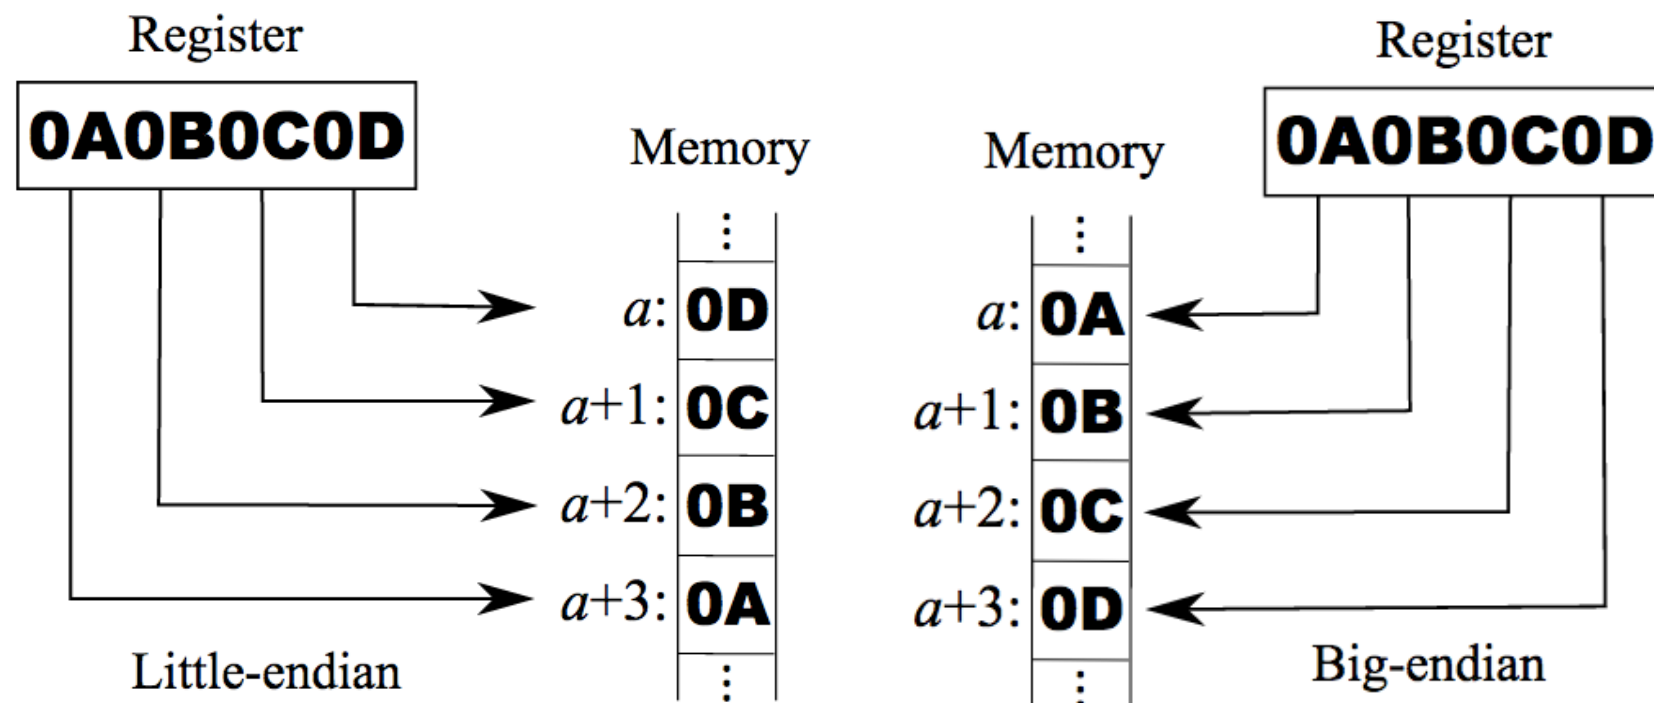 Register
0A0B0C0D
Memory
⋮
a: 0D
a+1: 0C
a+2: 0B
a+3: 0A
⋮
Little-endian
Register
0A0B0C0D
Memory
⋮
a: 0A
a+1: 0B
a+2: 0C
a+3: 0D
⋮
Big-endian